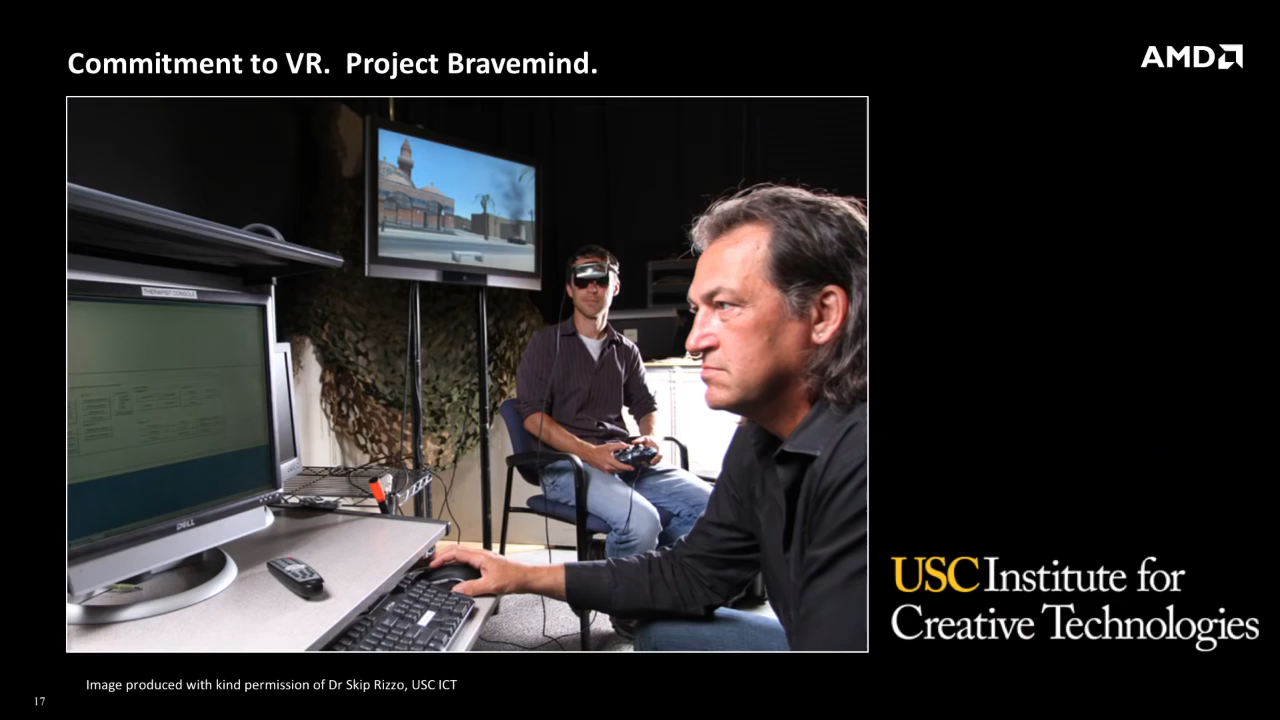 Commitment to VR.  Project Bravemind.
AMD
THERAPIST CONSOLE
DELL
USC Institute for
Creative Technologies
Image produced with kind permission of Dr Skip Rizzo, USC ICT
17